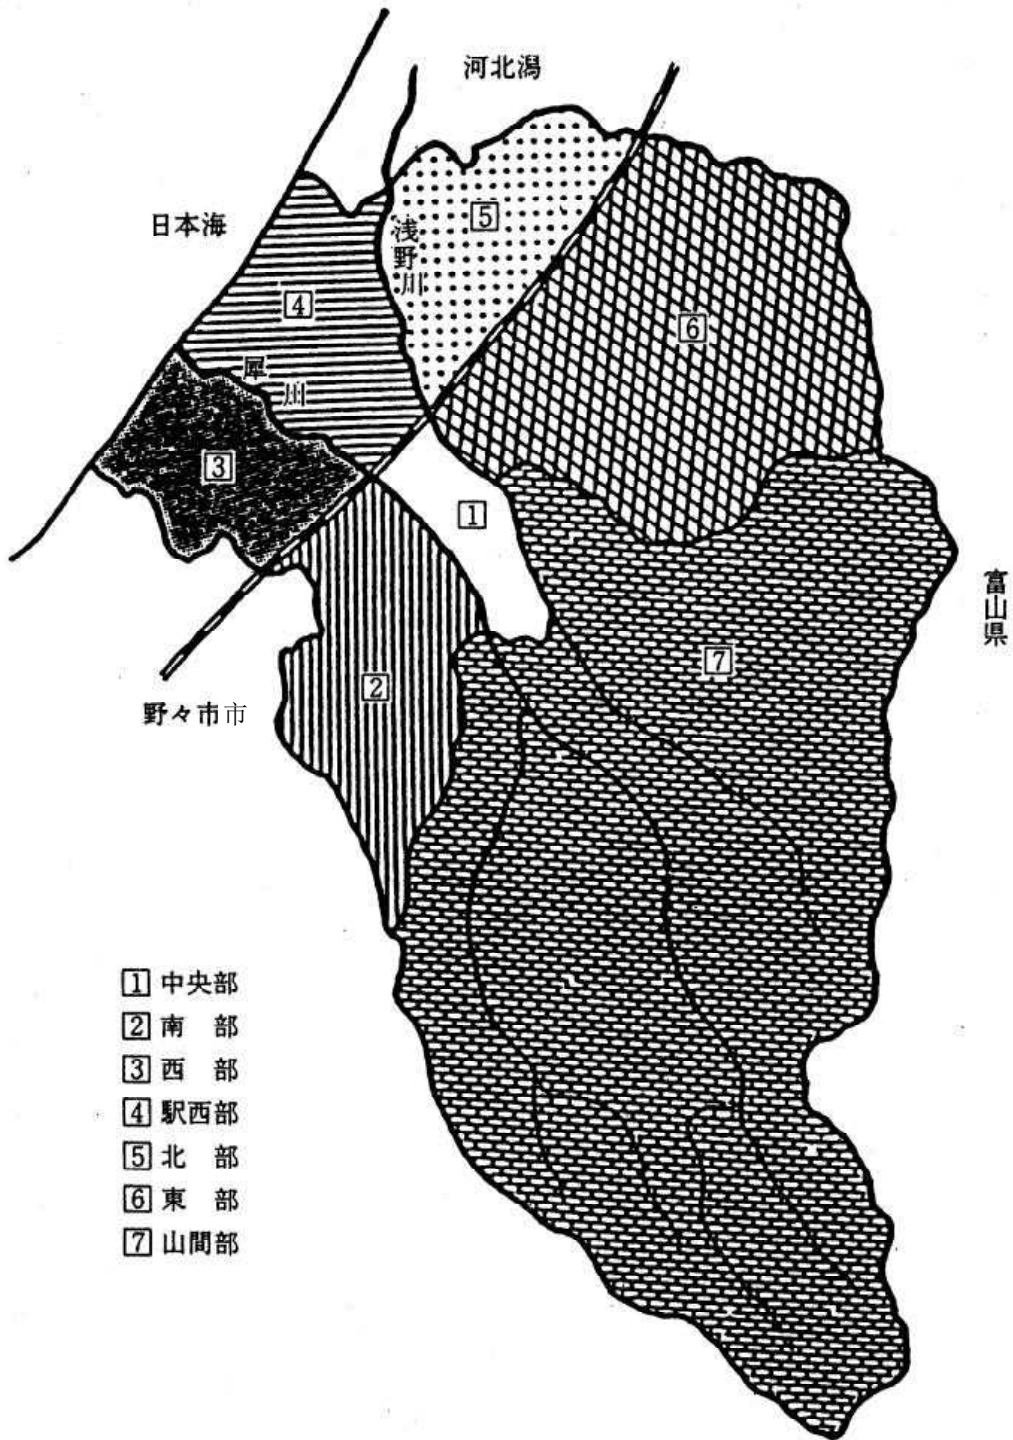 河北潟
日本海
浅野川
5
4
6
犀川
3
1
富山県
7
2
野々市市
1 中央部
2 南　部
3 西　部
4 駅西部
5 北　部
6 東　部
7 山間部